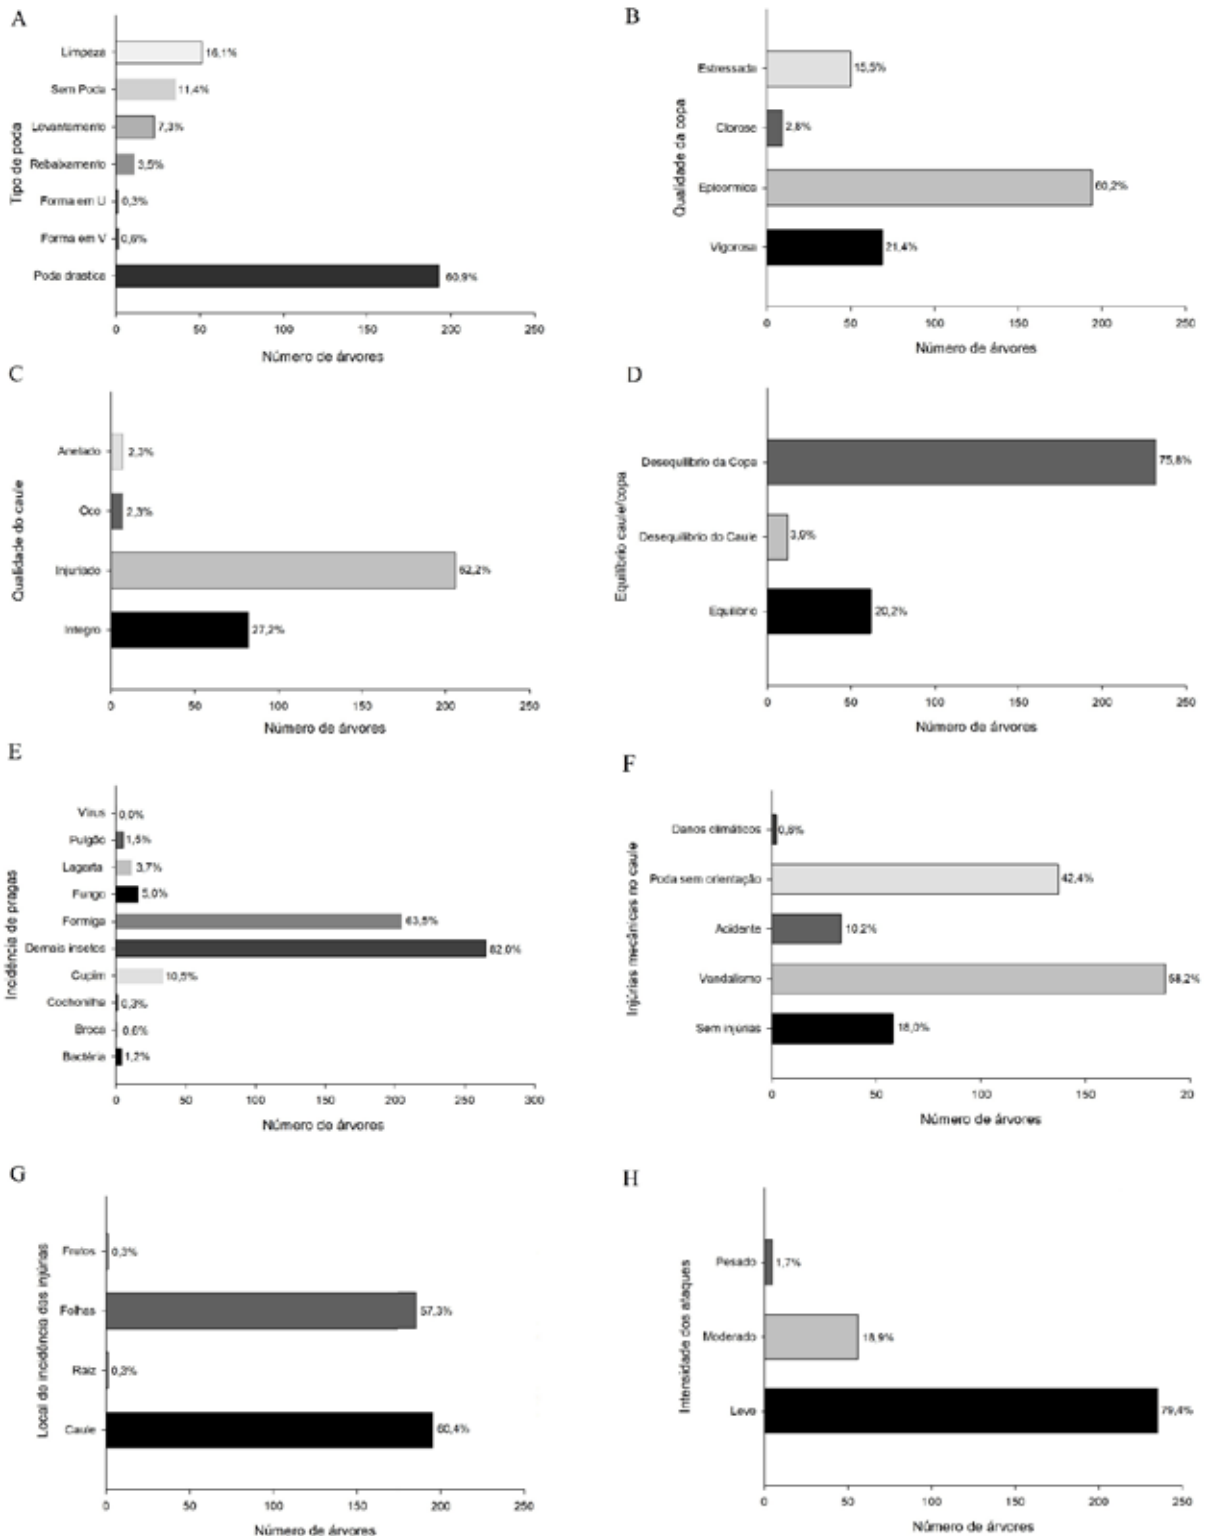 A
Tipo de poda
Limpeza
16,1%
Sem Poda
11,4%
Levantamento
7,3%
Rebaixamento
3,5%
Forma em U
0,3%
Forma em V
0,6%
Poda drastica
60,9%
0 50 100 150 200 250
Número de árvores
B
Qualidade da copa
Estressada
15,5%
Clorose
2,8%
Epicormica
60,2%
Vigorosa
21,4%
0 50 100 150 200 250
Número de árvores
C
Qualidade do caule
Anelado
2,3%
Oco
2,3%
Injuriado
62,2%
Integro
27,2%
0 50 100 150 200 250
Número de árvores
D
Equilíbrio caule/copa
Desequilíbrio da Copa
75,8%
Desequilíbrio do Caule
3,9%
Equilíbrio
20,2%
0 50 100 150 200 250
Número de árvores
E
Incidência de pragas
Vírus
0,0%
Pulgão
1,5%
Lagarta
3,7%
Fungo
5,0%
Formiga
63,5%
Demais insetos
82,0%
Cupim
10,5%
Cochonilha
0,3%
Broca
0,6%
Bactéria
1,2%
0 50 100 150 200 250 300
Número de árvores
F
Injúrias mecânicas no caule
Danos climáticos
0,6%
Poda sem orientação
42,4%
Acidente
10,2%
Vandalismo
58,2%
Sem injúrias
18,0%
0 50 100 150 20
Número de árvores
G
Local de incidência das injúrias
Frutos
0,3%
Folhas
57,3%
Raiz
0,3%
Caule
60,4%
0 50 100 150 200 250
Número de árvores
H
Intensidade dos ataques
Pesado
1,7%
Moderado
18,9%
Leve
79,4%
0 50 100 150 200 250
Número de árvores